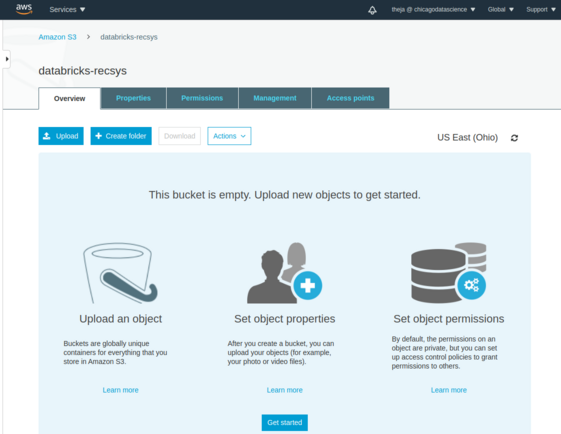 aws
Services
theja @ chicagodatascience
Global
Support
Amazon S3 > databricks-recsys
databricks-recsys
Overview
Properties
Permissions
Management
Access points
Upload
Create folder
Download
Actions
US East (Ohio)
This bucket is empty. Upload new objects to get started.
Upload an object
Buckets are globally unique
containers for everything that you
store in Amazon S3.
Learn more
Set object properties
After you create a bucket, you can
upload your objects (for example,
your photo or video files).
Learn more
Set object permissions
By default, the permissions on an
object are private, but you can set
up access control policies to grant
permissions to others.
Learn more
Get started